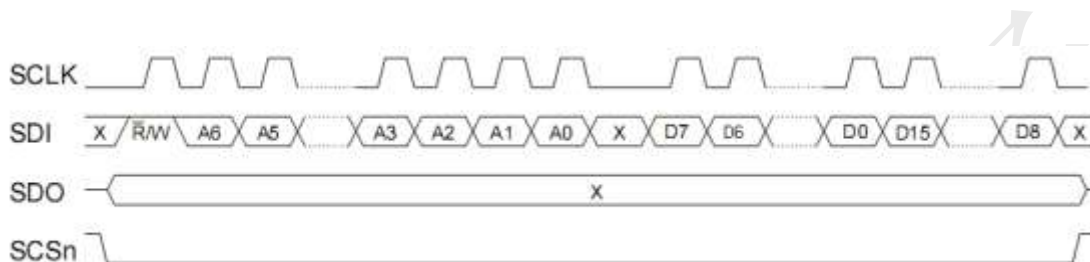 SCLK
SDI X R̅/W A6 A5 A3 A2 A1 A0 X D7 D6 D0 D15 D8 X
SDO X
SCSn